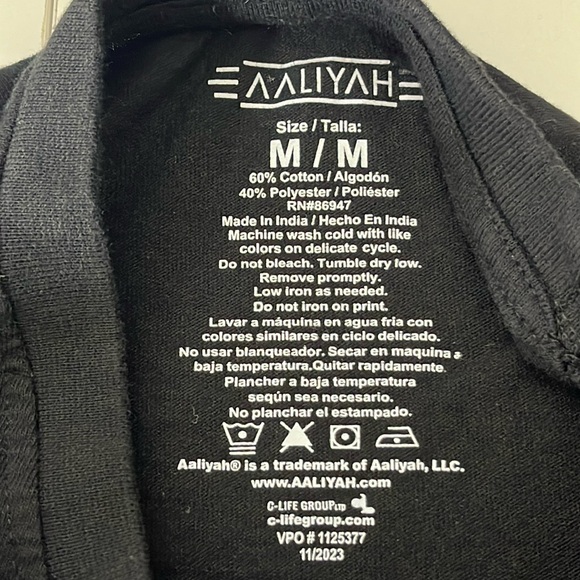 AALIYAH
Size / Talla:
M / M
60% Cotton / Algodón
40% Polyester / Poliéster
RN#86947
Made In India / Hecho En India
Machine wash cold with like
colors on delicate cycle.
Do not bleach. Tumble dry low.
Remove promptly.
Low iron as needed.
Do not iron on print.
Lavar a máquina en agua fria con
colores similares en ciclo delicado.
No usar blanqueador. Secar en maquina a
baja temperatura.Quitar rapidamente.
Plancher a baja temperatura
según sea necesario.
No planchar el estampado.
Aaliyah® is a trademark of Aaliyah, LLC.
www.AALIYAH.com
C-LIFE GROUP LTD
c-lifegroup.com
VPO # 1125377
11/2023